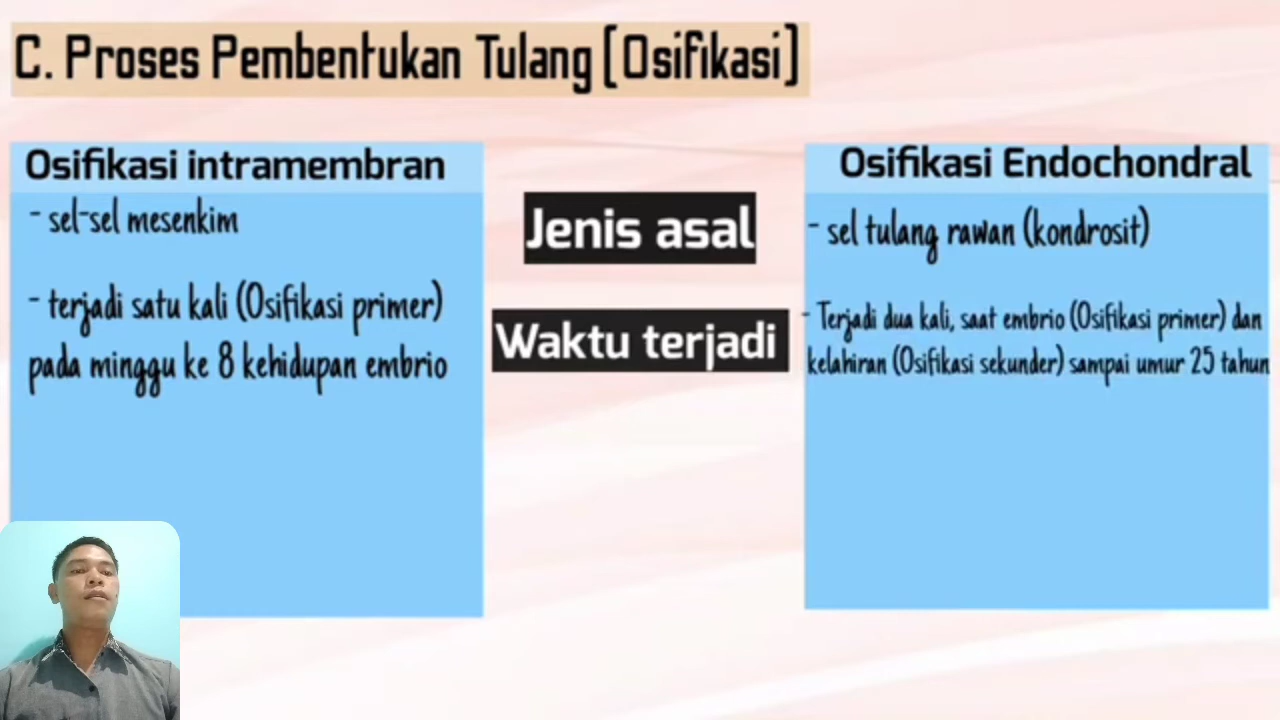 C. Proses Pembentukan Tulang (Osifikasi)
Osifikasi intramembran
- sel-sel mesenkim
- terjadi satu kali (Osifikasi primer)
pada minggu ke 8 kehidupan embrio
Jenis asal
Waktu terjadi
Osifikasi Endochondral
- sel tulang rawan (kondrosit)
- Terjadi dua kali, saat embrio (Osifikasi primer) dan
kelahiran (Osifikasi sekunder) sampai umur 25 tahun